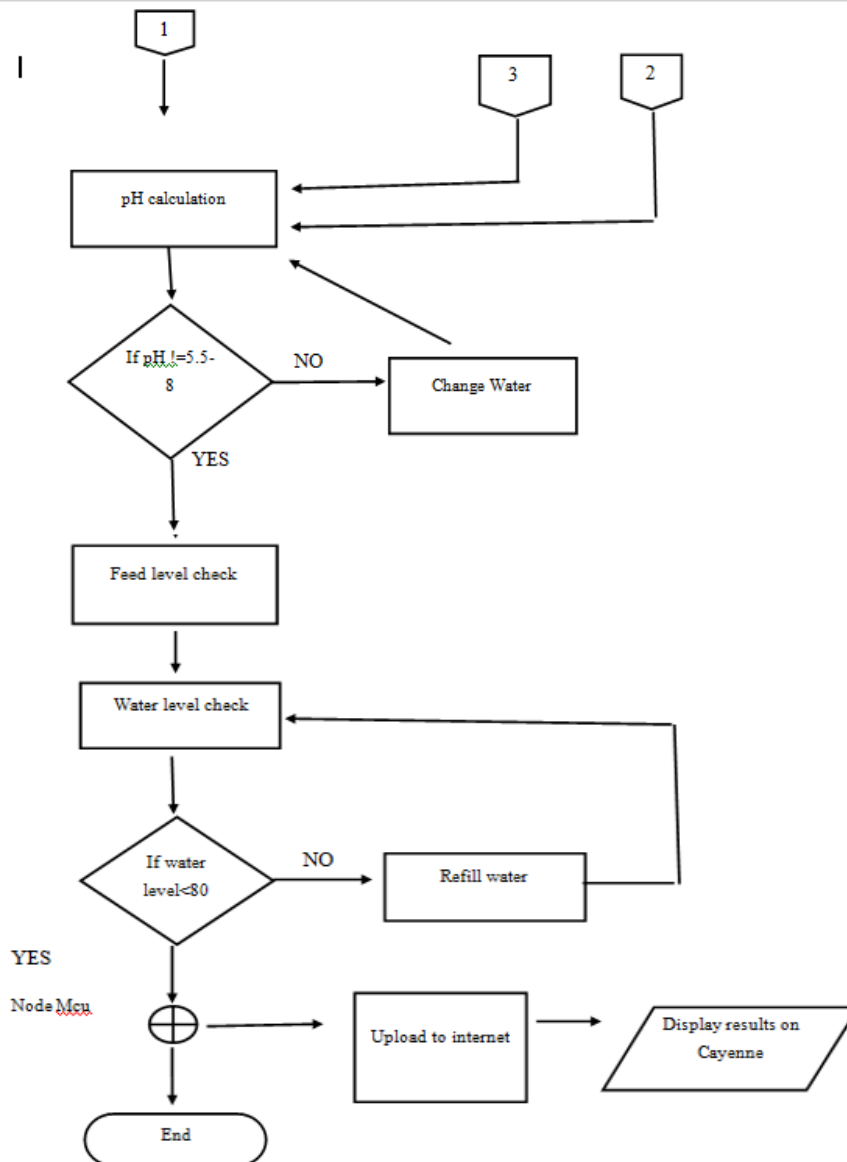 1
3
2
pH calculation
If pH !=5.5-
8
NO
Change Water
YES
Feed level check
Water level check
If water
level<80
NO
Refill water
YES
Node Mcu
Upload to internet
Display results on
Cayenne
End